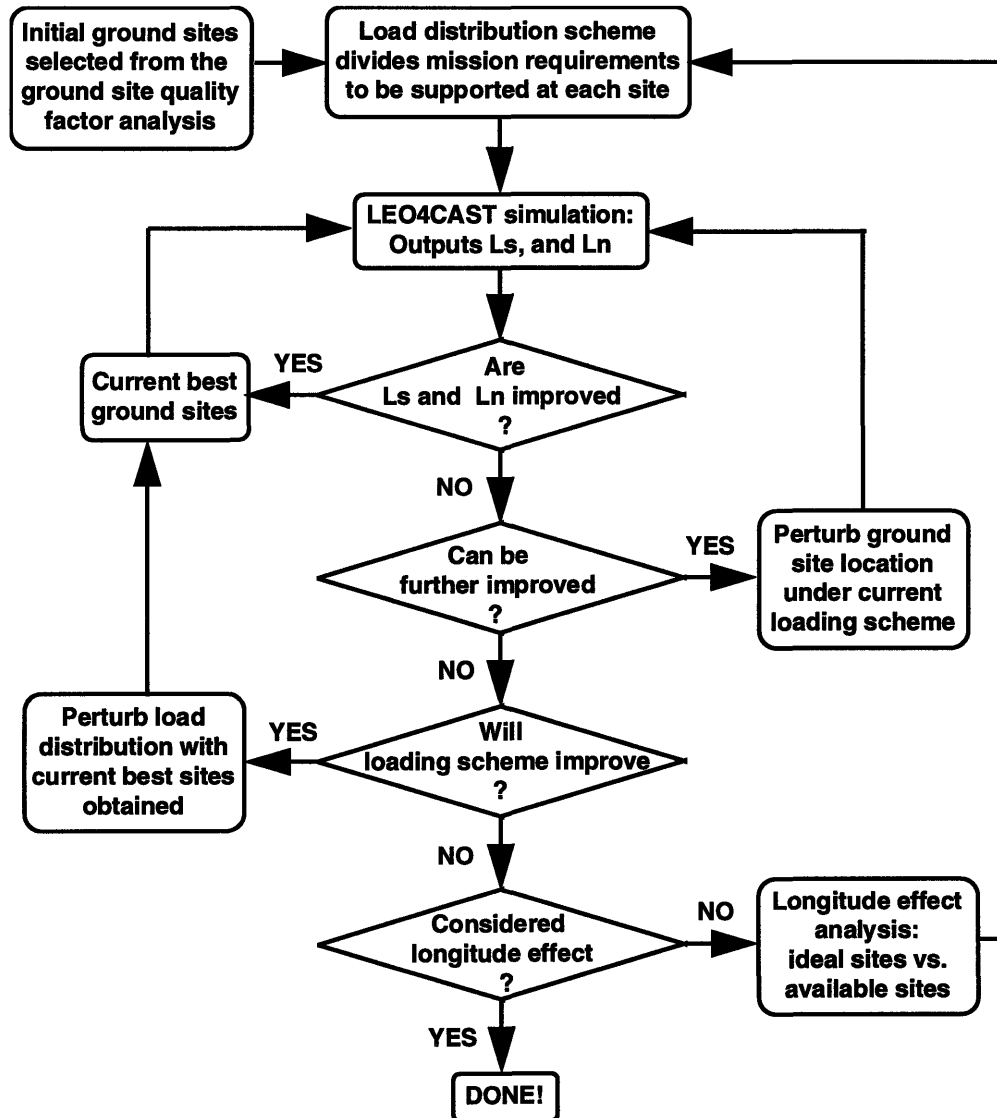 Initial ground sites
selected from the
ground site quality
factor analysis
Load distribution scheme
divides mission requirements
to be supported at each site
LEO4CAST simulation:
Outputs Ls, and Ln
Are
Ls and Ln improved
?
YES
Current best
ground sites
NO
Can be
further improved
?
YES
Perturb ground
site location
under current
loading scheme
NO
Will
loading scheme improve
?
YES
Perturb load
distribution with
current best sites
obtained
NO
Considered
longitude effect
?
NO
Longitude effect
analysis:
ideal sites vs.
available sites
YES
DONE!